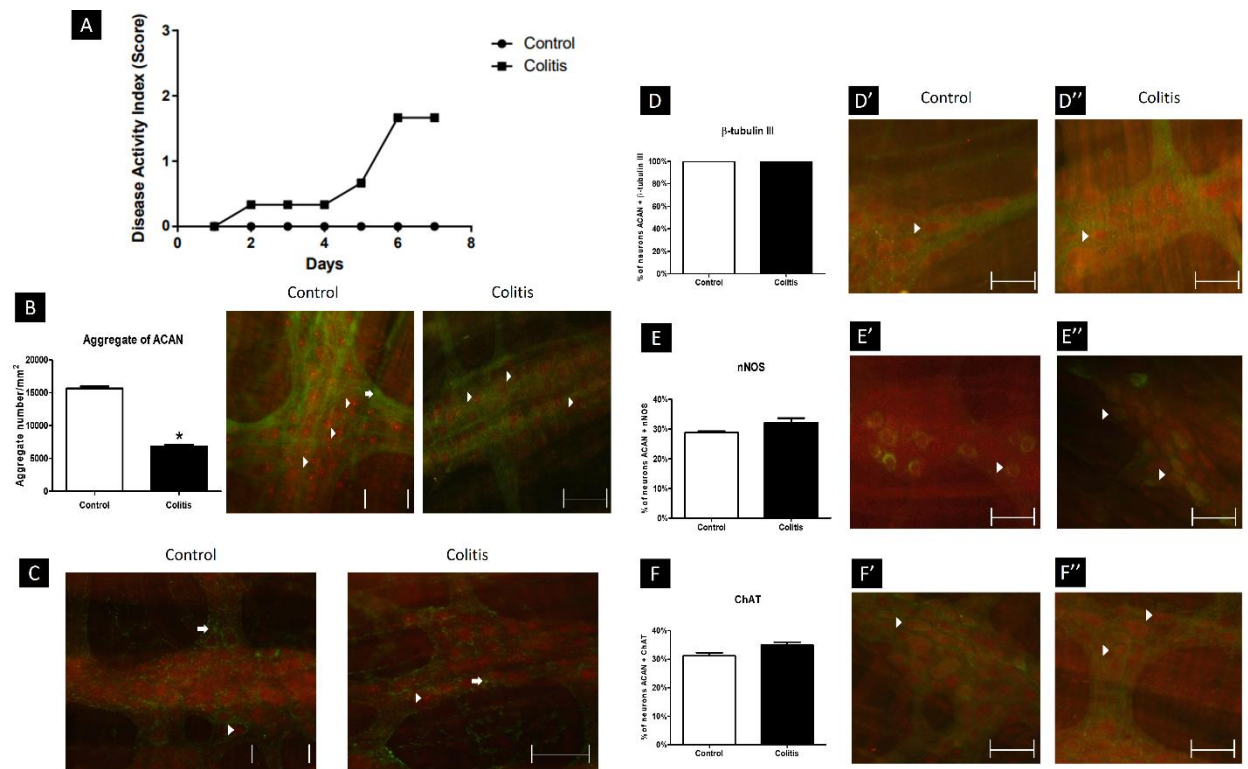 A
Disease Activity Index (Score)
3
2
1
0
0
2
4
6
8
Days
Control
Colitis
B
Aggregate of ACAN
Aggregate number/mm²
20000
15000
10000
5000
0
*
Control
Colitis
Control
Colitis
C
Control
Colitis
D
β-tubulin III
% of neurons ACAN + β-tubulin III
100%
80%
60%
40%
20%
0%
Control
Colitis
D’
Control
D’’
Colitis
E
nNOS
% of neurons ACAN + nNOS
40%
30%
20%
10%
0%
Control
Colitis
E’
E’’
F
ChAT
% of neurons ACAN + ChAT
40%
30%
20%
10%
0%
Control
Colitis
F’
F’’